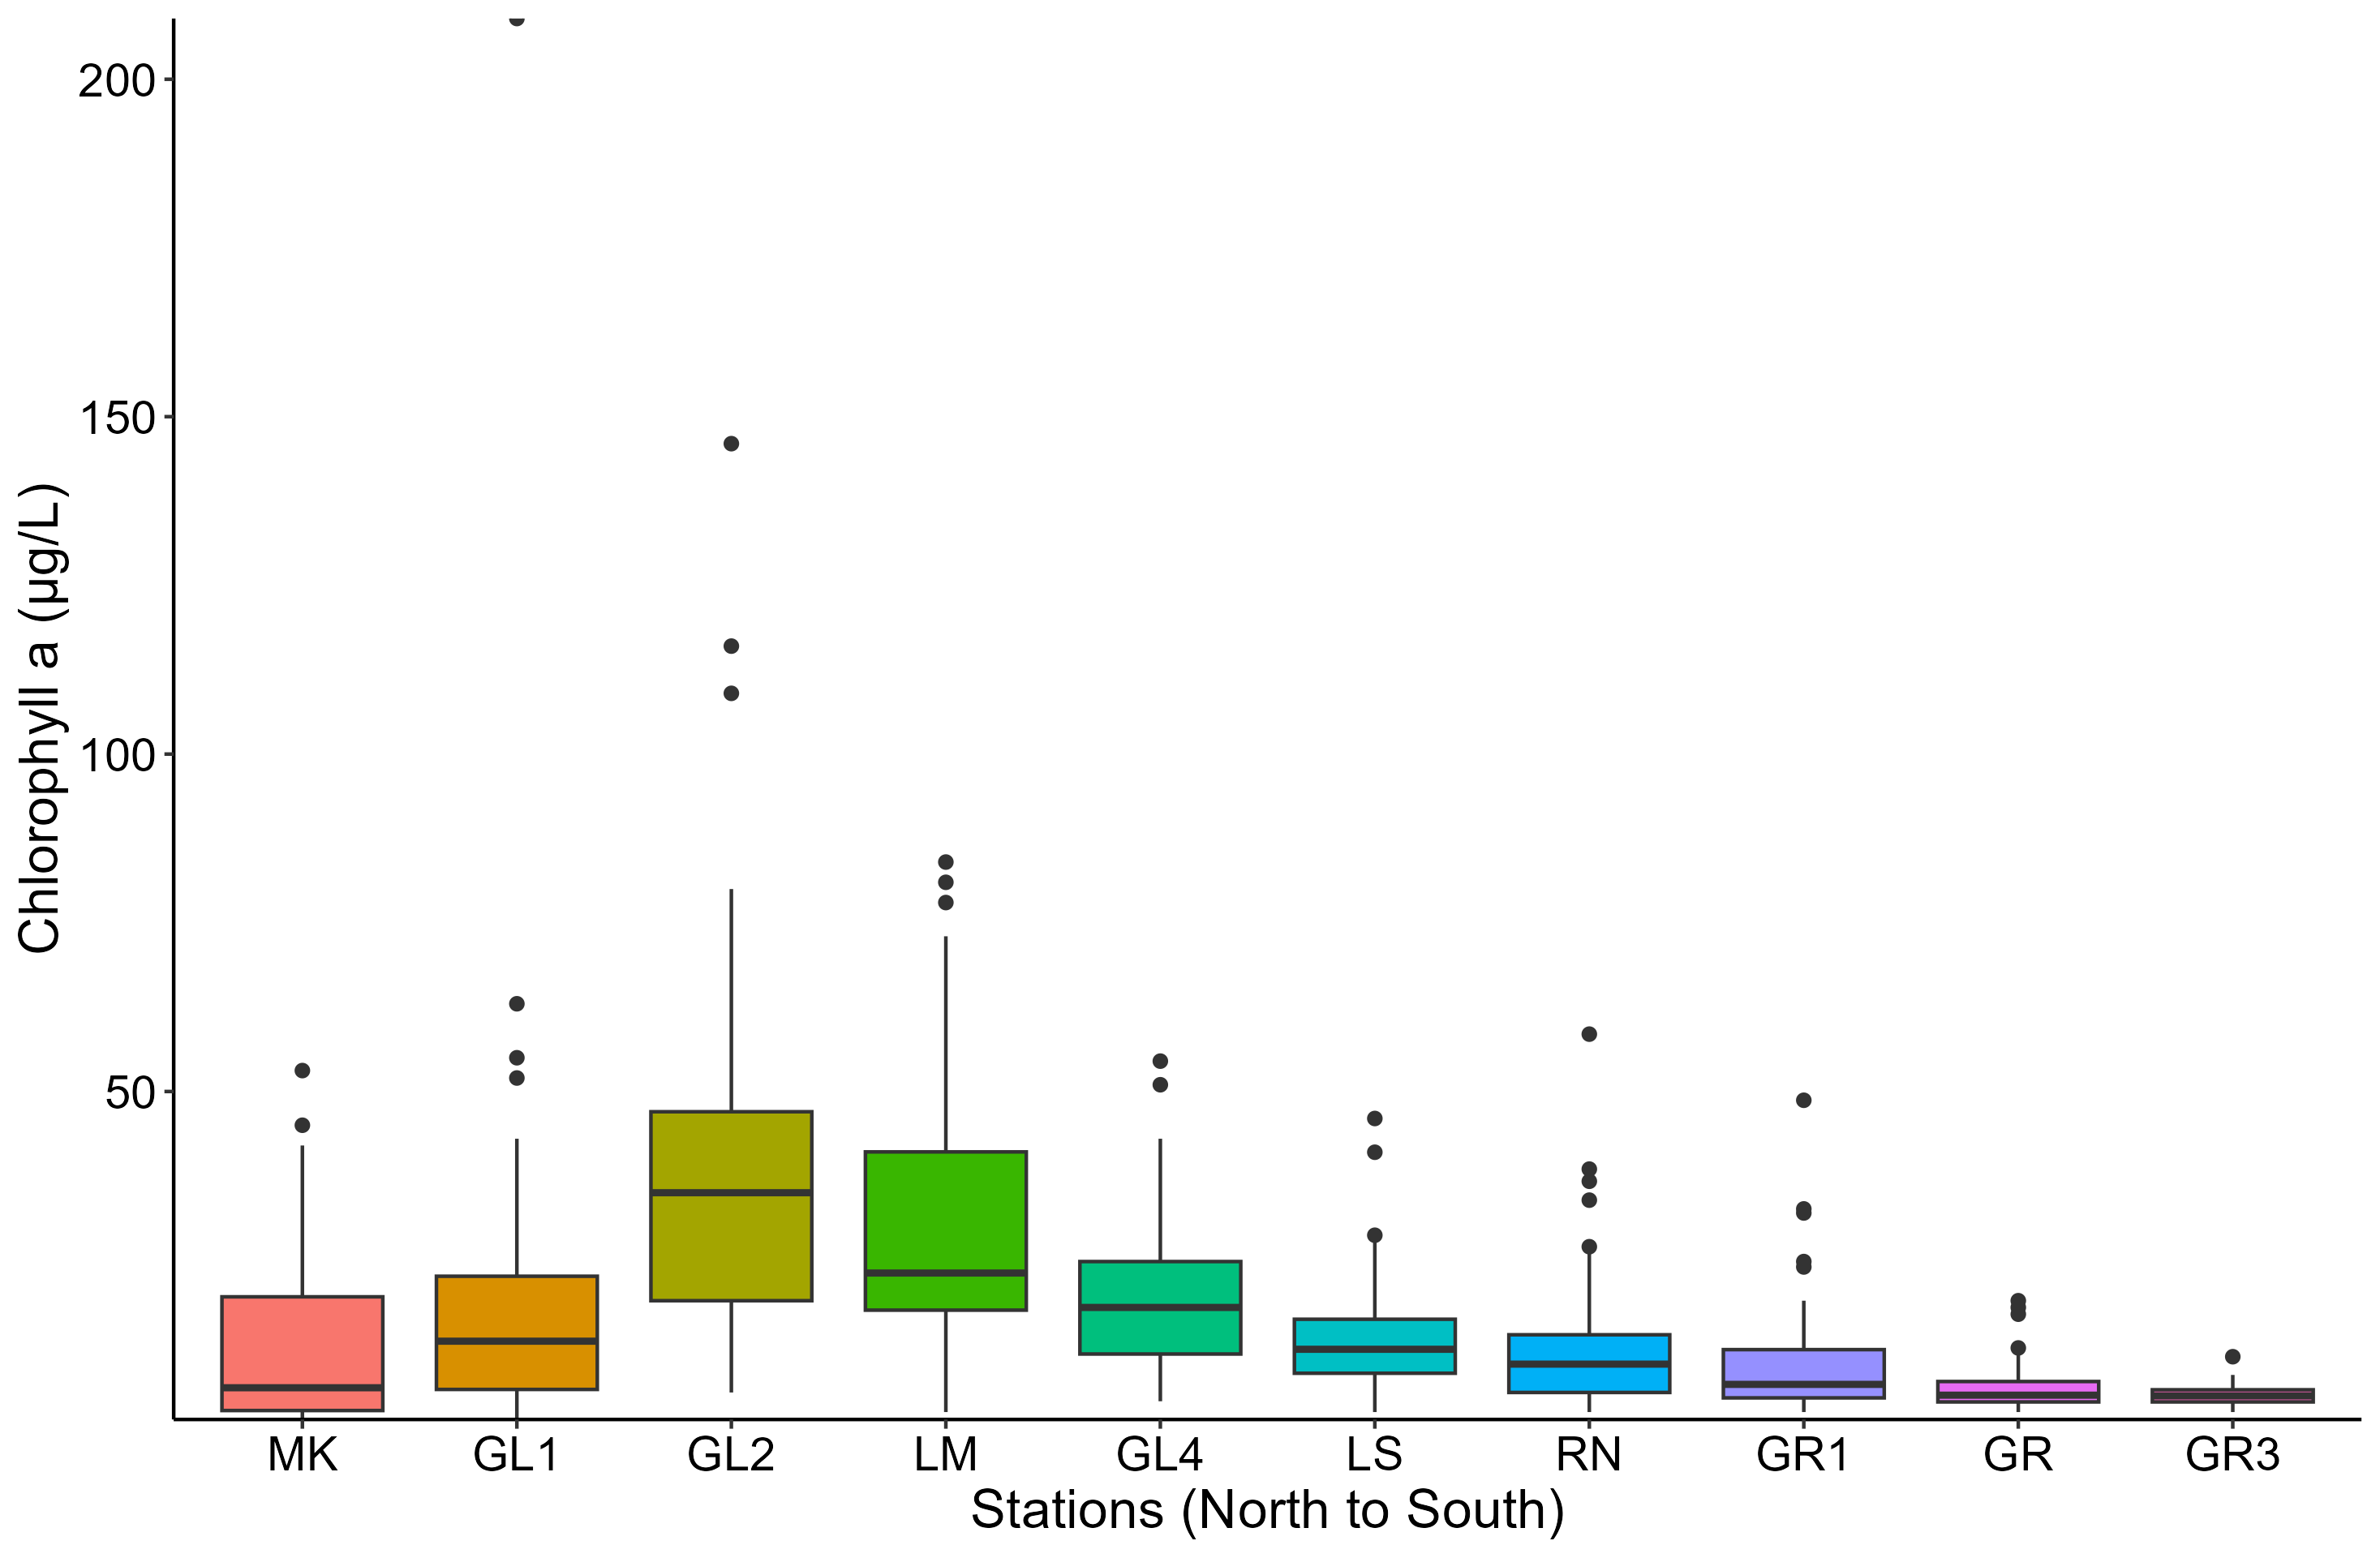 Chlorophyll a (µg/L)
200
150
100
50
MK GL1 GL2 LM GL4 LS RN GR1 GR GR3
Stations (North to South)